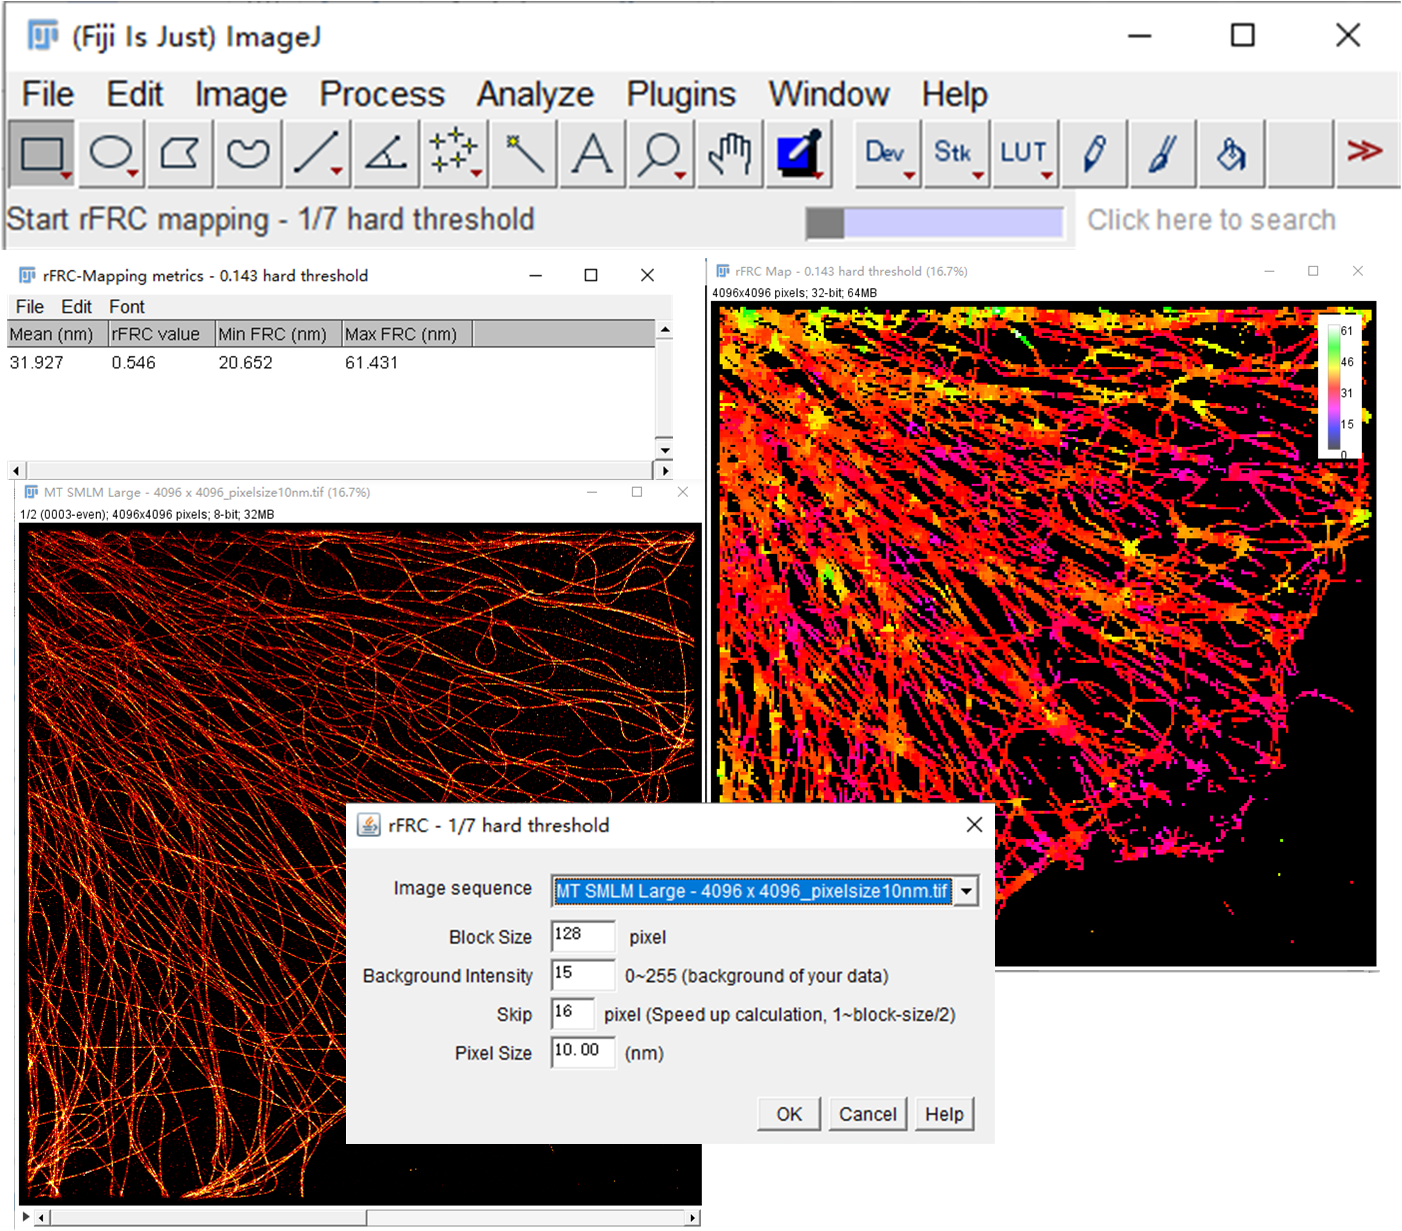 (Fiji Is Just) ImageJ
File Edit Image Process Analyze Plugins Window Help
Dev Stk LUT
Start rFRC mapping - 1/7 hard threshold
Click here to search
rFRC-Mapping metrics - 0.143 hard threshold
File Edit Font
Mean (nm) rFRC value Min FRC (nm) Max FRC (nm)
31.927 0.546 20.652 61.431
rFRC Map - 0.143 hard threshold (16.7%)
4096x4096 pixels; 32-bit; 64MB
61
46
31
15
0
MT SMLM Large - 4096 x 4096_pixelsize10nm.tif (16.7%)
1/2 (0003-even); 4096x4096 pixels; 8-bit; 32MB
rFRC - 1/7 hard threshold
Image sequence MT SMLM Large - 4096 x 4096_pixelsize10nm.tif
Block Size 128 pixel
Background Intensity 15 0~255 (background of your data)
Skip 16 pixel (Speed up calculation, 1~block-size/2)
Pixel Size 10.00 (nm)
OK Cancel Help